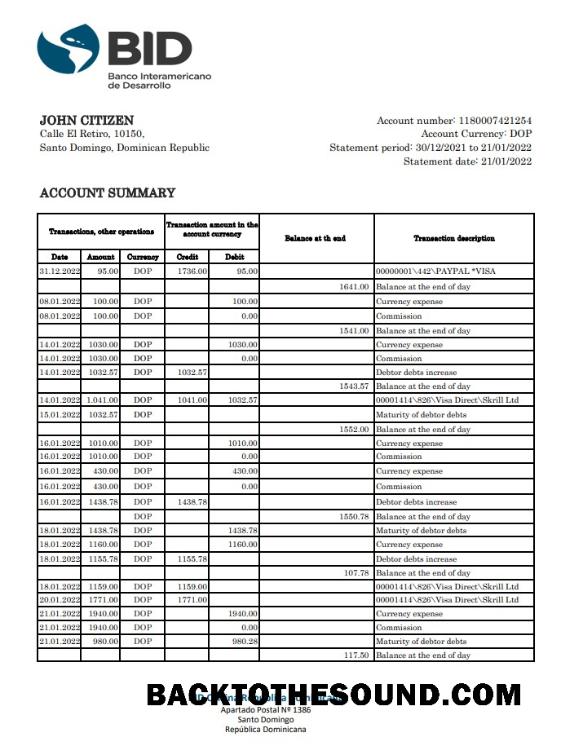 BID
Banco Interamericano
de Desarrollo
JOHN CITIZEN
Calle El Retiro, 10150,
Santo Domingo, Dominican Republic
Account number: 1180007421254
Account Currency: DOP
Statement period: 30/12/2021 to 21/01/2022
Statement date: 21/01/2022
ACCOUNT SUMMARY
Transactions, other operations Transaction amount in the account currency Balance at th end Transaction description
Date Amount Currency Credit Debit
31.12.2022 95.00 DOP 1736.00 95.00 00000001\442\PAYPAL *VISA
1641.00 Balance at the end of day
08.01.2022 100.00 DOP 100.00 Currency expense
08.01.2022 100.00 DOP 0.00 Commission
1541.00 Balance at the end of day
14.01.2022 1030.00 DOP 1030.00 Currency expense
14.01.2022 1030.00 DOP 0.00 Commission
14.01.2022 1032.57 DOP 1032.57 Debtor debts increase
1543.57 Balance at the end of day
14.01.2022 1.041.00 DOP 1041.00 1032.57 00001414\826\Visa Direct\Skrill Ltd
15.01.2022 1032.57 DOP Maturity of debtor debts
1552.00 Balance at the end of day
16.01.2022 1010.00 DOP 1010.00 Currency expense
16.01.2022 1010.00 DOP 0.00 Commission
16.01.2022 430.00 DOP 430.00 Currency expense
16.01.2022 430.00 DOP 0.00 Commission
16.01.2022 1438.78 DOP 1438.78 Debtor debts increase
DOP 1550.78 Balance at the end of day
18.01.2022 1438.78 DOP 1438.78 Maturity of debtor debts
18.01.2022 1160.00 DOP 1160.00 Currency expense
18.01.2022 1155.78 DOP 1155.78 Debtor debts increase
107.78 Balance at the end of day
18.01.2022 1159.00 DOP 1159.00 00001414\826\Visa Direct\Skrill Ltd
20.01.2022 1771.00 DOP 1771.00 00001414\826\Visa Direct\Skrill Ltd
21.01.2022 1940.00 DOP 1940.00 Currency expense
21.01.2022 1940.00 DOP 0.00 Commission
21.01.2022 980.00 DOP 980.28 Maturity of debtor debts
117.50 Balance at the end of day
BACKTOTHESOUND.COM
Apartado Postal Nº 1386
Santo Domingo
República Dominicana